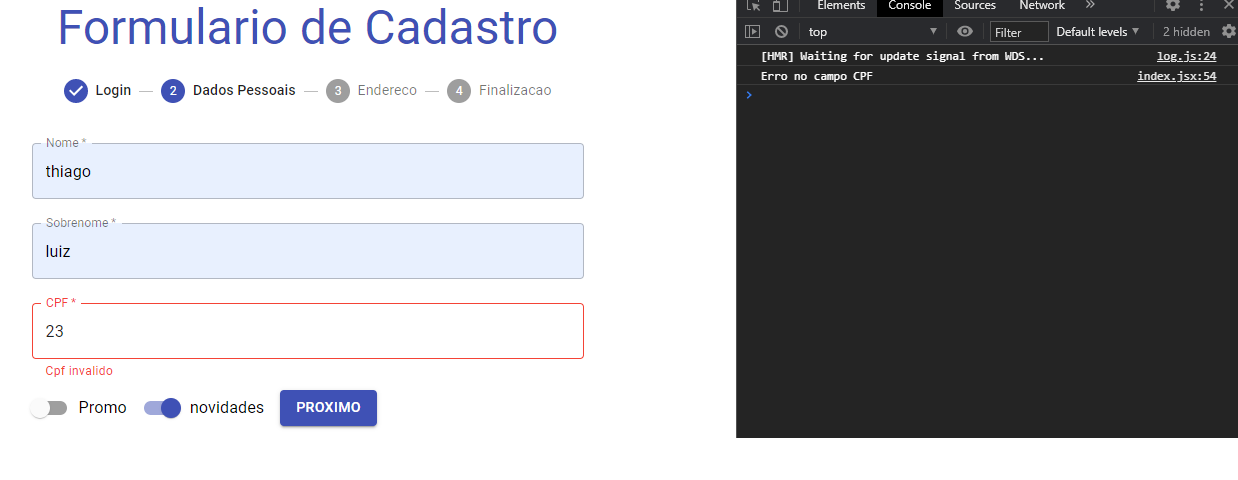 Formulario de Cadastro
Login
2 Dados Pessoais
3 Endereco
4 Finalizacao
Nome *
thiago
Sobrenome *
luiz
CPF *
23
Cpf invalido
Promo
novidades
PROXIMO
Elements Console Sources Network »
top Filter Default levels 2 hidden
[HMR] Waiting for update signal from WDS... log.js:24
Erro no campo CPF index.jsx:54